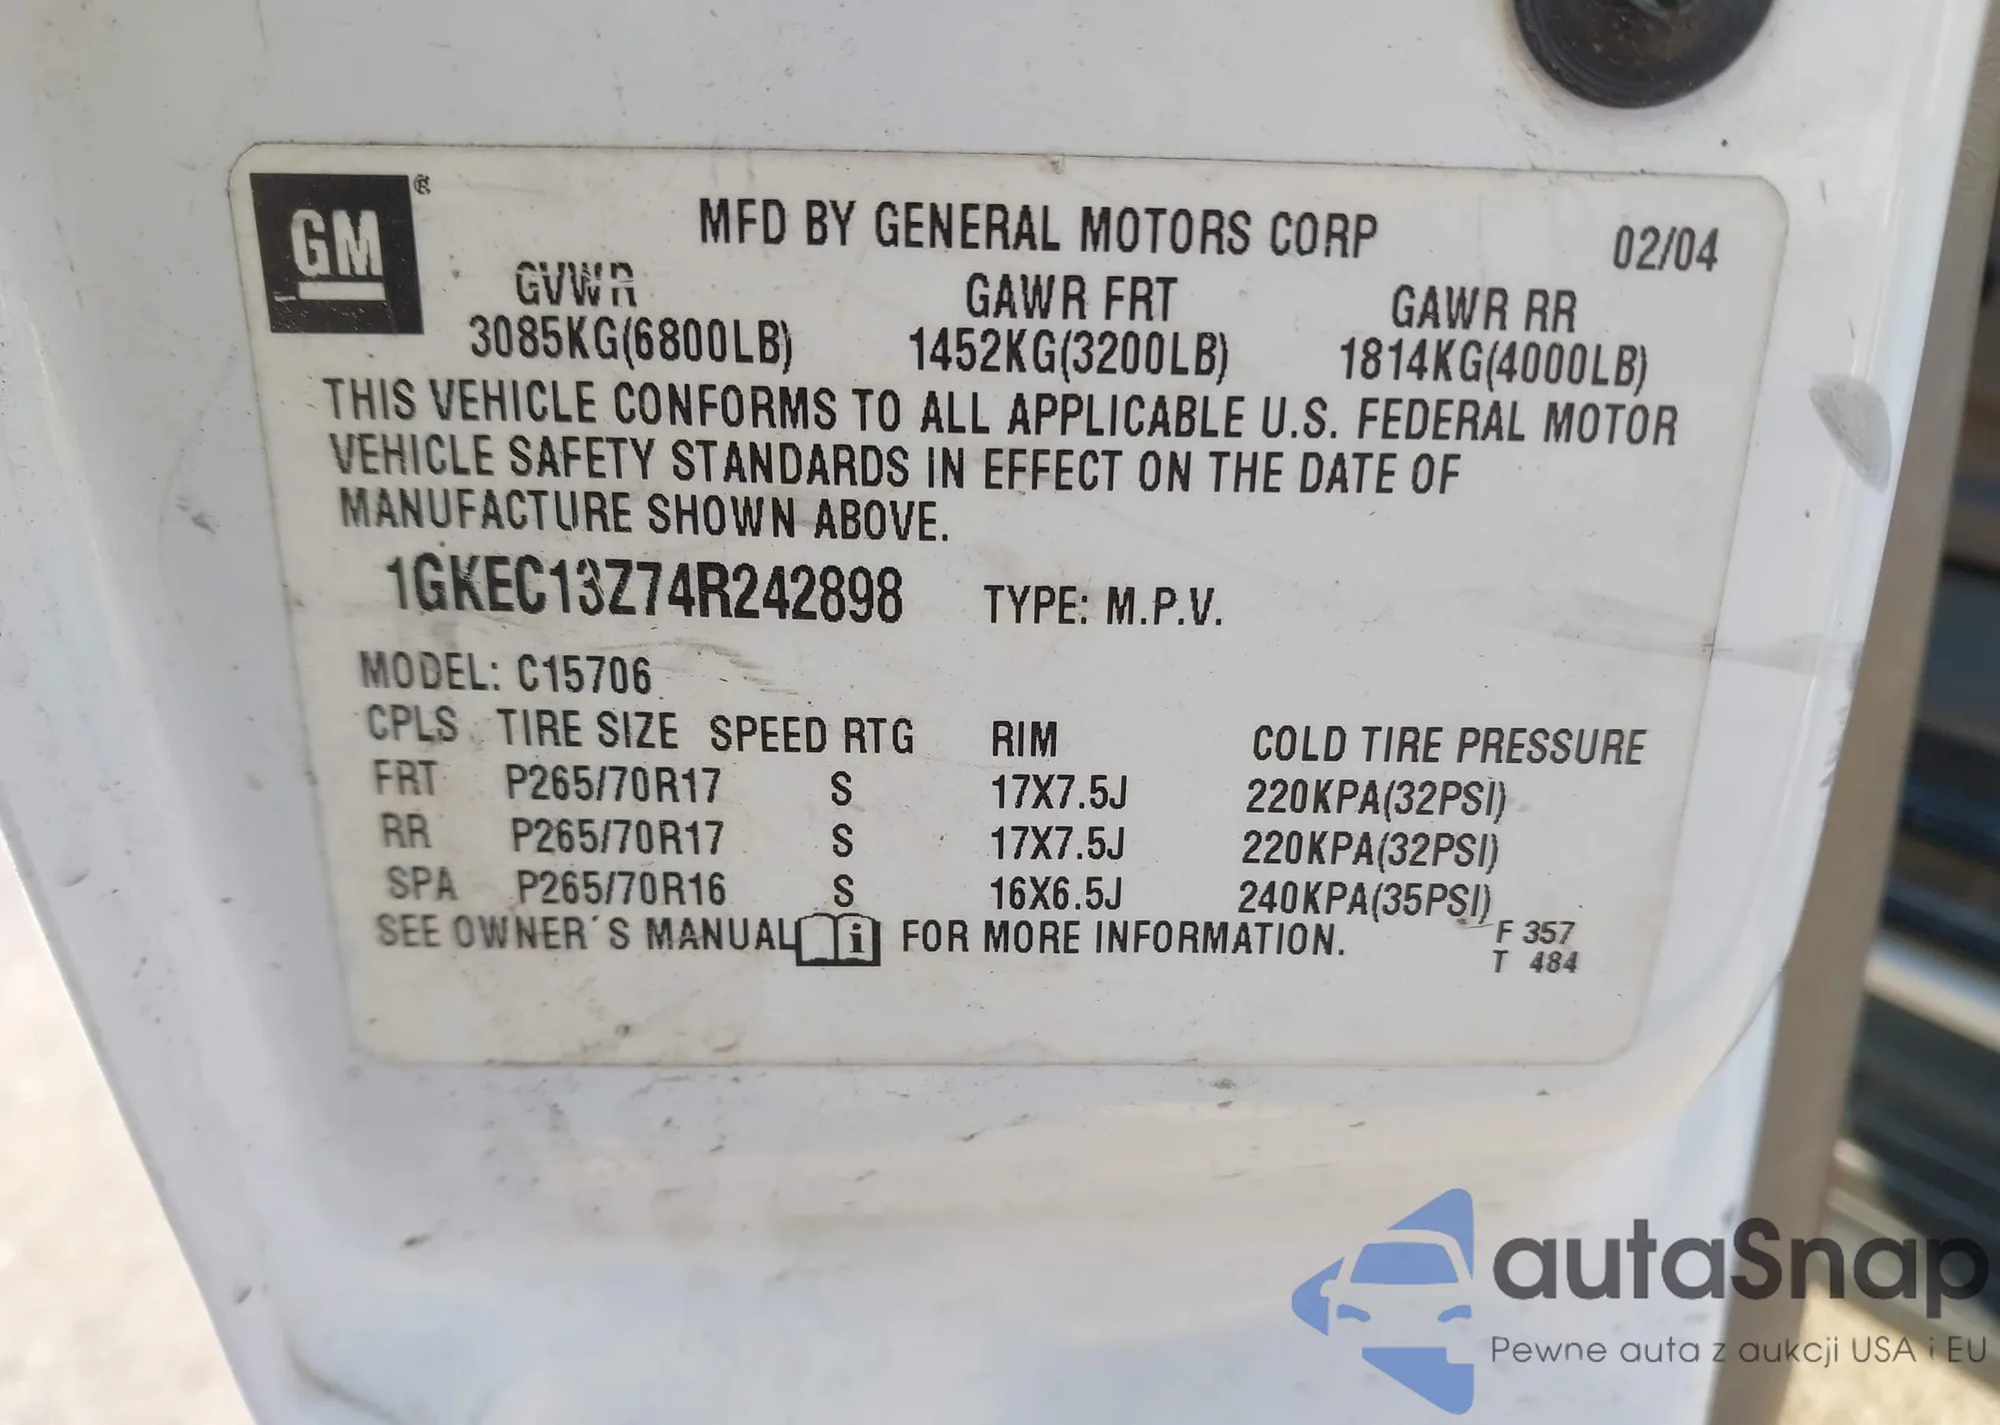 GM ®
MFD BY GENERAL MOTORS CORP 02/04
GVWR GAWR FRT GAWR RR
3085KG(6800LB) 1452KG(3200LB) 1814KG(4000LB)
THIS VEHICLE CONFORMS TO ALL APPLICABLE U.S. FEDERAL MOTOR
VEHICLE SAFETY STANDARDS IN EFFECT ON THE DATE OF
MANUFACTURE SHOWN ABOVE.
1GKEC13Z74R242898 TYPE: M.P.V.
MODEL: C15706
CPLS TIRE SIZE SPEED RTG RIM COLD TIRE PRESSURE
FRT P265/70R17 S 17X7.5J 220KPA(32PSI)
RR P265/70R17 S 17X7.5J 220KPA(32PSI)
SPA P265/70R16 S 16X6.5J 240KPA(35PSI)
SEE OWNER´S MANUAL i FOR MORE INFORMATION. F 357
T 484
autaSnap
Pewne auta z aukcji USA i EU